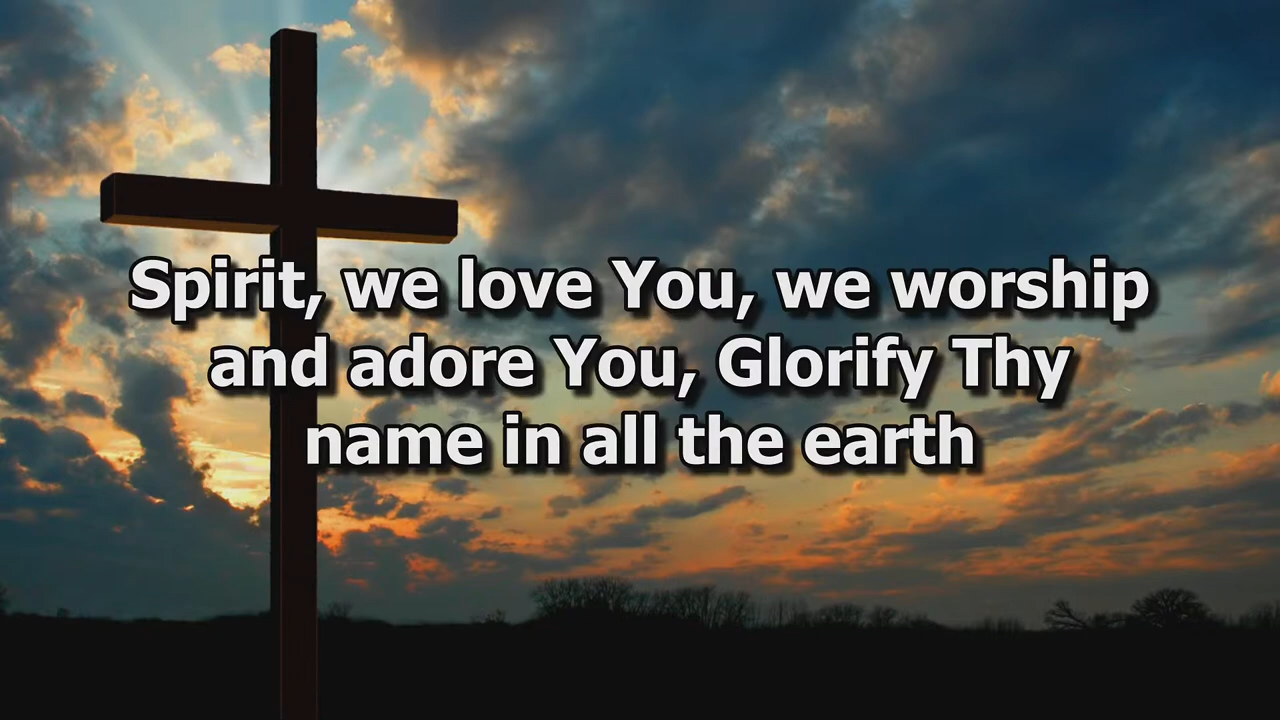 Spirit, we love You, we worship
and adore You, Glorify Thy
name in all the earth